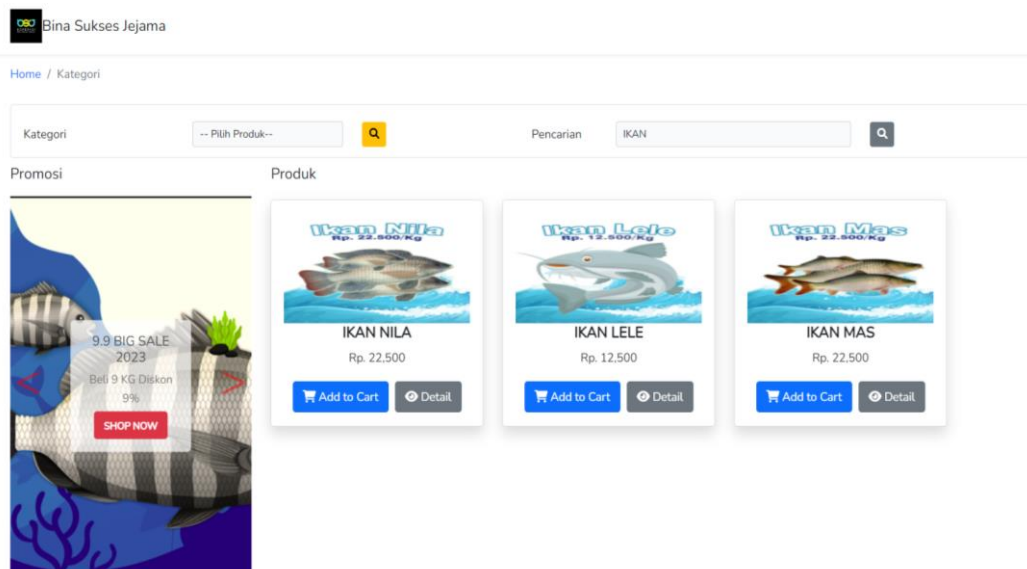 Bina Sukses Jejama
Home / Kategori
Kategori
-- Pilih Produk--
Pencarian
IKAN
Promosi
Produk
9.9 BIG SALE
2023
Beli 9 KG Diskon
9%
SHOP NOW
Ikan Nila
Rp. 22.500/Kg
IKAN NILA
Rp. 22,500
Add to Cart
Detail
Ikan Lele
Rp. 12.500/Kg
IKAN LELE
Rp. 12,500
Add to Cart
Detail
Ikan Mas
Rp. 22.500/Kg
IKAN MAS
Rp. 22,500
Add to Cart
Detail